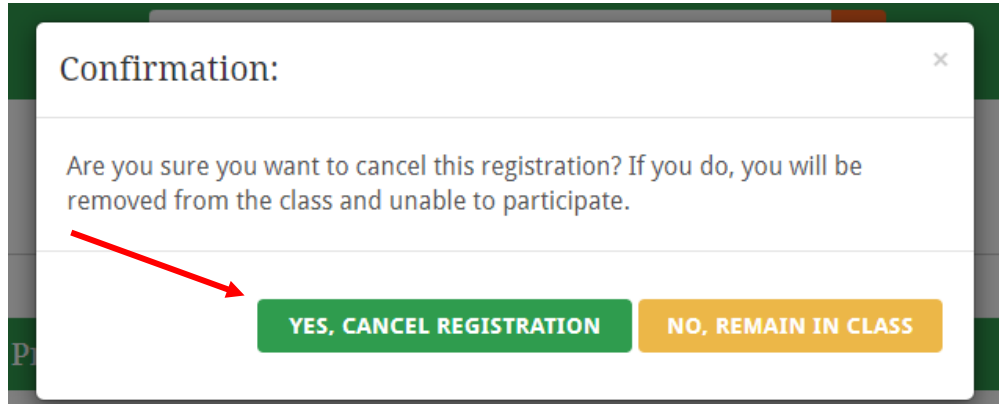 Confirmation:
×
Are you sure you want to cancel this registration? If you do, you will be
removed from the class and unable to participate.
YES, CANCEL REGISTRATION
NO, REMAIN IN CLASS